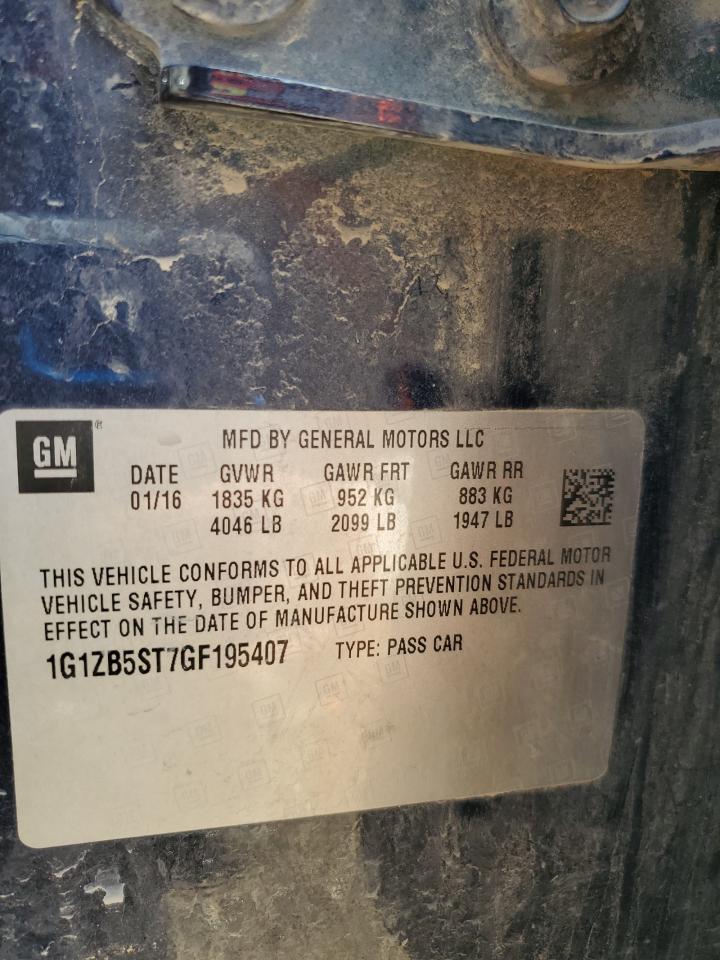 GM®
MFD BY GENERAL MOTORS LLC
DATE GVWR GAWR FRT GAWR RR
01/16 1835 KG 952 KG 883 KG
4046 LB 2099 LB 1947 LB
THIS VEHICLE CONFORMS TO ALL APPLICABLE U.S. FEDERAL MOTOR
VEHICLE SAFETY, BUMPER, AND THEFT PREVENTION STANDARDS IN
EFFECT ON THE DATE OF MANUFACTURE SHOWN ABOVE.
1G1ZB5ST7GF195407 TYPE: PASS CAR